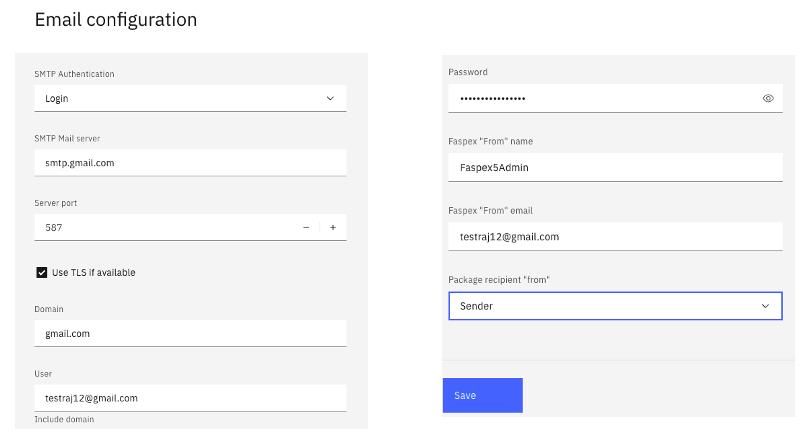 Email configuration
SMTP Authentication
Login
SMTP Mail server
smtp.gmail.com
Server port
587
Use TLS if available
Domain
gmail.com
User
testraj12@gmail.com
Include domain
Password
••••••••••••••••
Faspex "From" name
Faspex5Admin
Faspex "From" email
testraj12@gmail.com
Package recipient "from"
Sender
Save